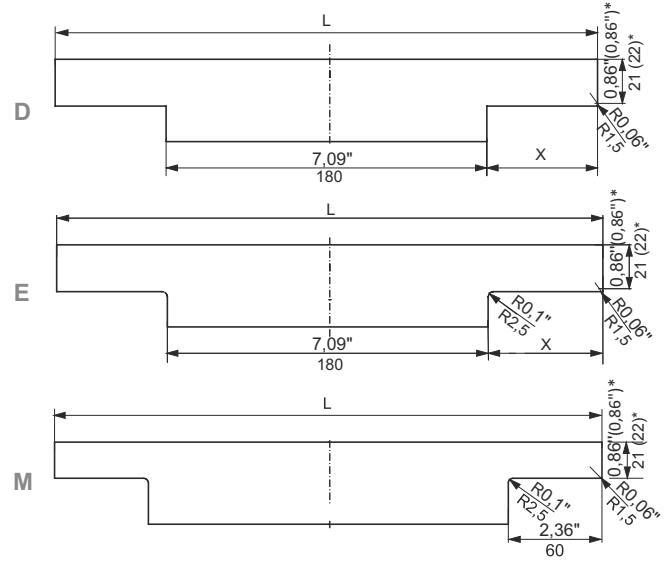 L
0,86"(0,86")*
21 (22)*
D
R0,06"
R1,5
7,09"
180
X
L
0,86"(0,86")*
21 (22)*
E
R0,1"
R2,5
R0,06"
R1,5
7,09"
180
X
L
0,86"(0,86")*
21 (22)*
M
R0,1"
R2,5
R0,06"
R1,5
2,36"
60